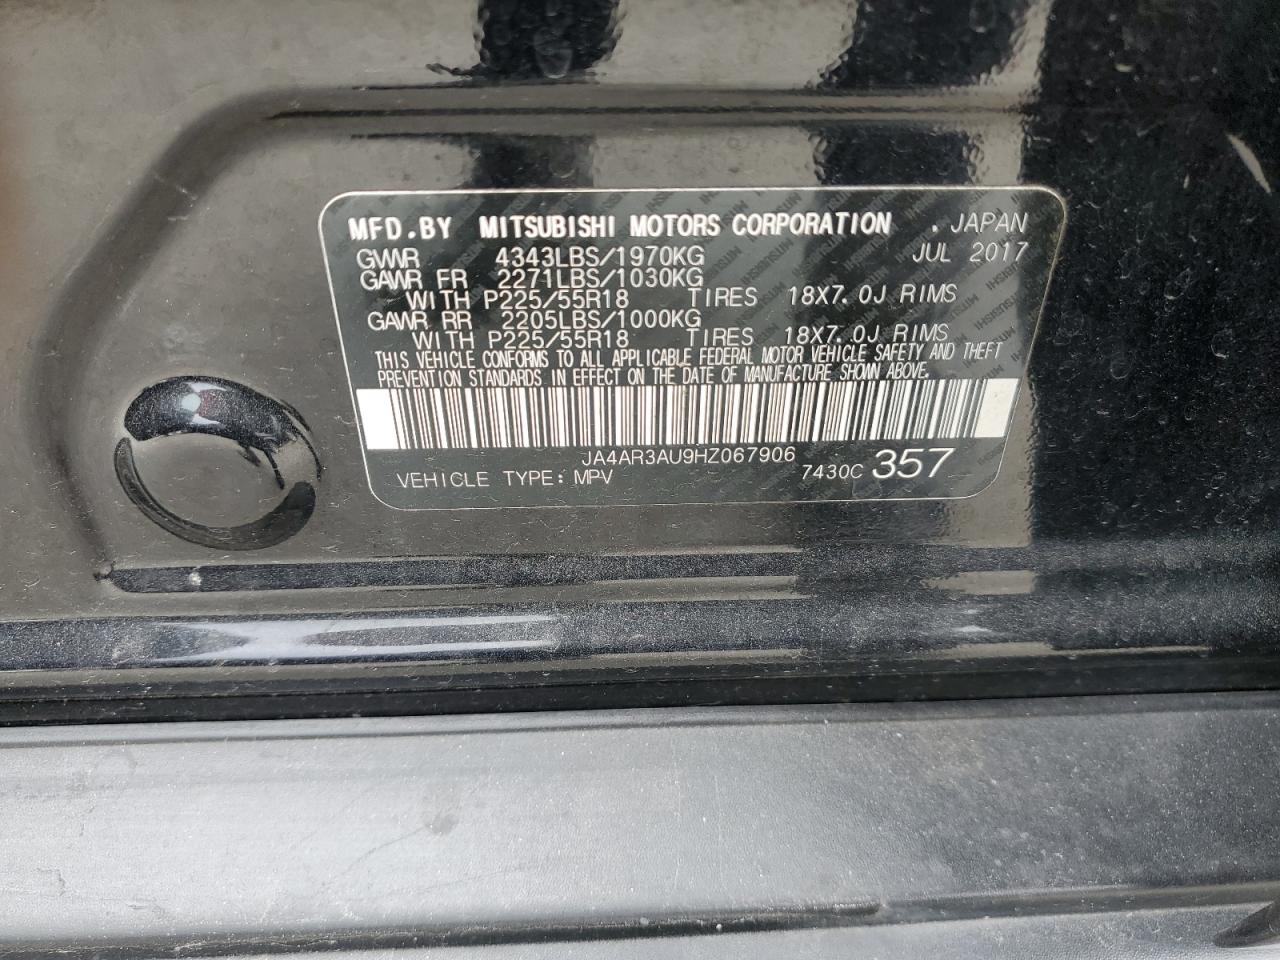 MFD.BY MITSUBISHI MOTORS CORPORATION . JAPAN
GVWR 4343LBS/1970KG JUL 2017
GAWR FR 2271LBS/1030KG
WITH P225/55R18 TIRES 18X7.0J RIMS
GAWR RR 2205LBS/1000KG
WITH P225/55R18 TIRES 18X7.0J RIMS
THIS VEHICLE CONFORMS TO ALL APPLICABLE FEDERAL MOTOR VEHICLE SAFETY AND THEFT
PREVENTION STANDARDS IN EFFECT ON THE DATE OF MANUFACTURE SHOWN ABOVE.
JA4AR3AU9HZ067906
VEHICLE TYPE: MPV 7430C 357